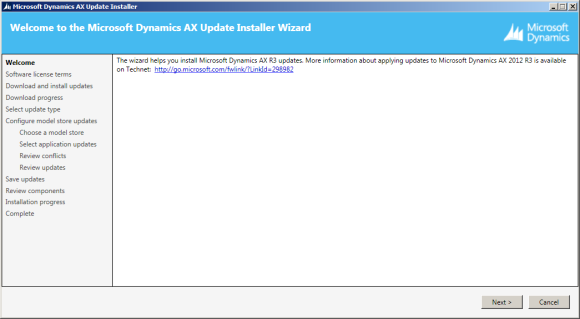 Microsoft Dynamics AX Update Installer
Welcome to the Microsoft Dynamics AX Update Installer Wizard
Microsoft
Dynamics
Welcome
Software license terms
Download and install updates
Download progress
Select update type
Configure model store updates
Choose a model store
Select application updates
Review conflicts
Review updates
Save updates
Review components
Installation progress
Complete
The wizard helps you install Microsoft Dynamics AX R3 updates. More information about applying updates to Microsoft Dynamics AX 2012 R3 is available
on Technet: http://go.microsoft.com/fwlink/?LinkId=298982
Next >
Cancel